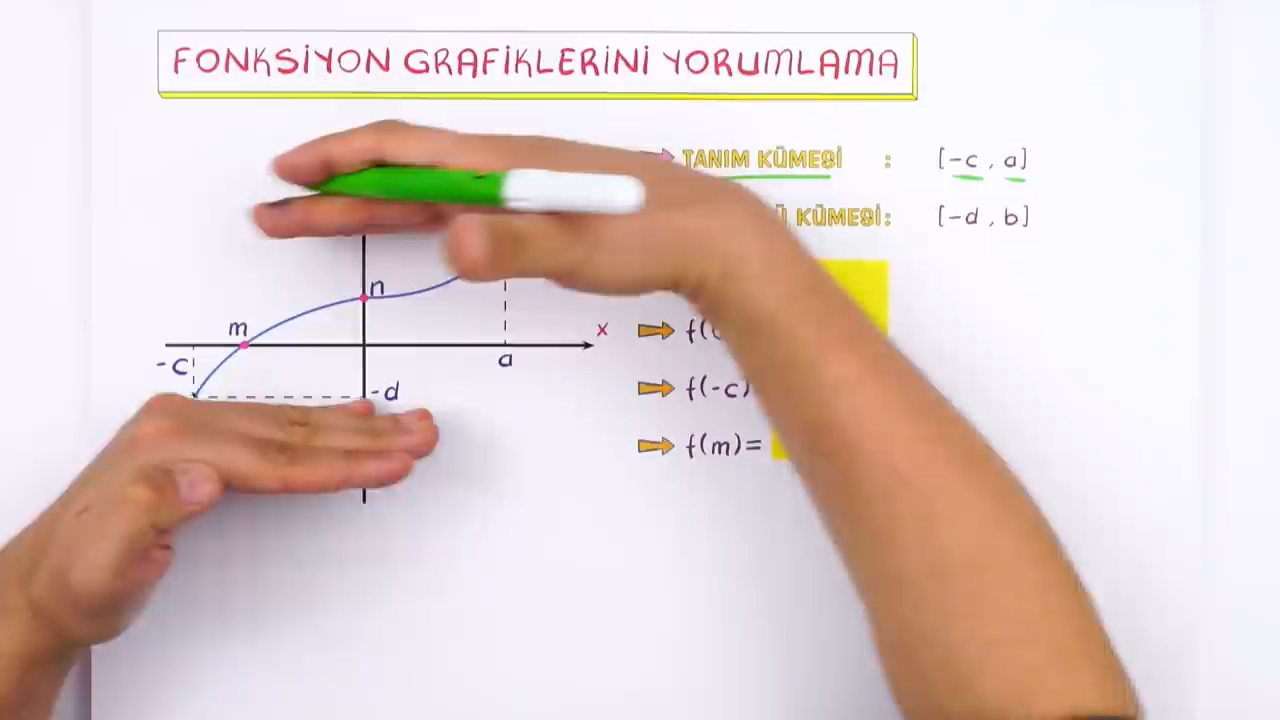 FONKSİYON GRAFİKLERİNİ YORUMLAMA
TANIM KÜMESİ : [-c , a]
KÜMESİ: [-d , b]
n
m
x
-c
a
-d
f(-c)
f(m)=